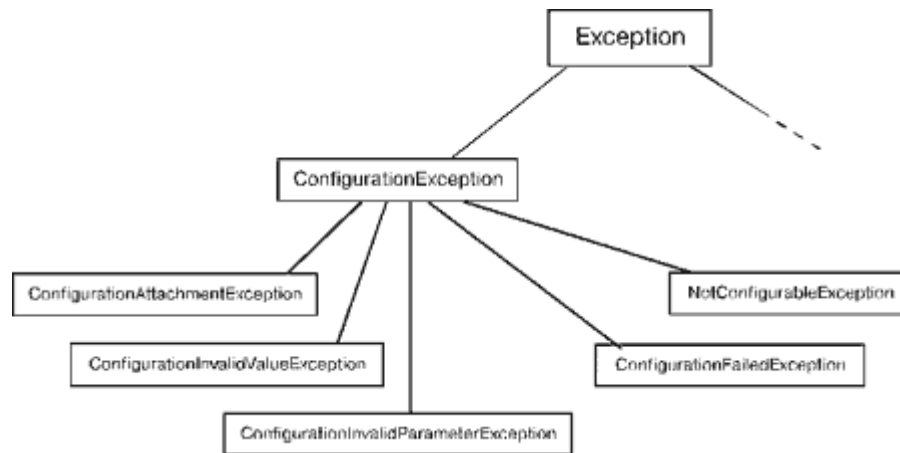 Exception
ConfigurationException
ConfigurationAttachmentException
NotConfigurableException
ConfigurationInvalidValueException
ConfigurationFailedException
ConfigurationInvalidParameterException